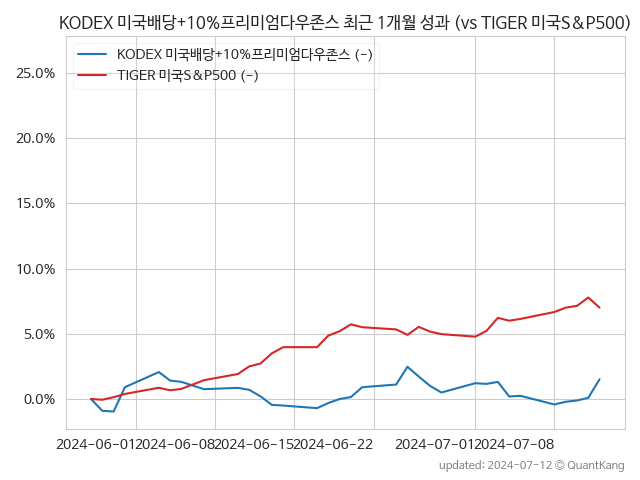 KODEX 미국배당+10%프리미엄다우존스 최근 1개월 성과 (vs TIGER 미국S&P500)
KODEX 미국배당+10%프리미엄다우존스 (-)
TIGER 미국S&P500 (-)
25.0%
20.0%
15.0%
10.0%
5.0%
0.0%
2024-06-01 2024-06-08 2024-06-15 2024-06-22 2024-07-01 2024-07-08
updated: 2024-07-12 © QuantKang